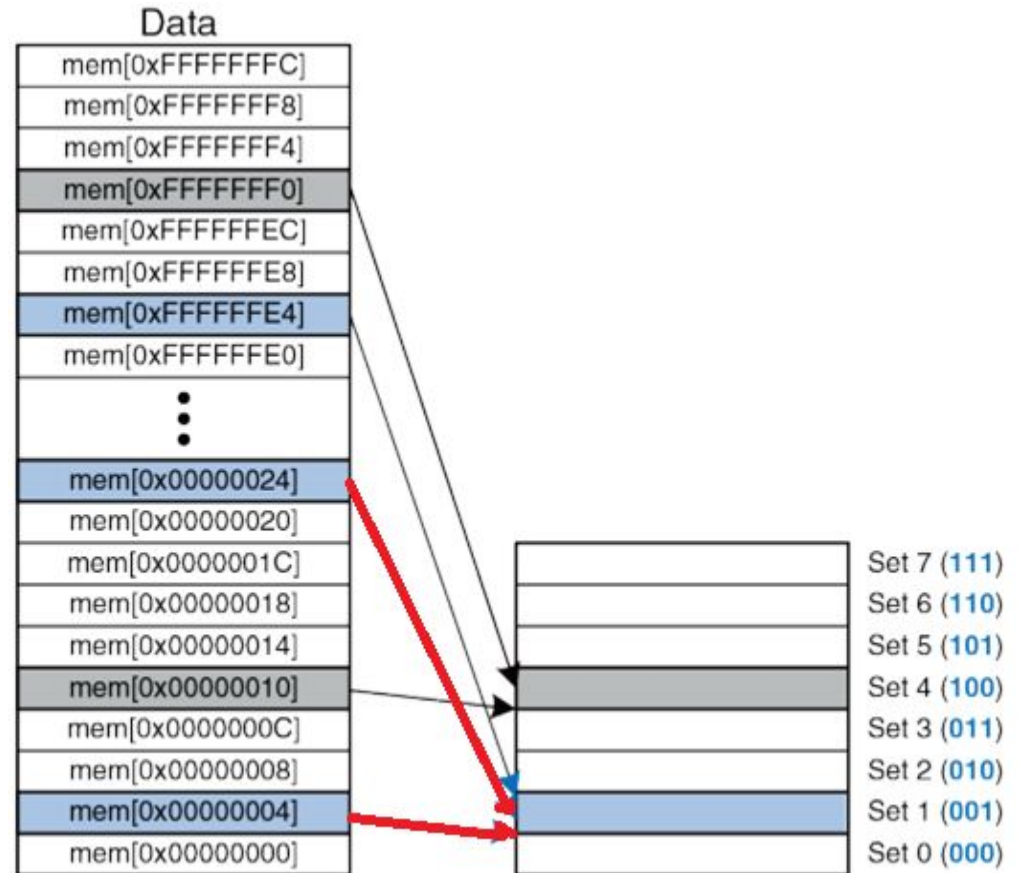 Data
mem[0xFFFFFFFC]
mem[0xFFFFFFF8]
mem[0xFFFFFFF4]
mem[0xFFFFFFF0]
mem[0xFFFFFFEC]
mem[0xFFFFFFE8]
mem[0xFFFFFFE4]
mem[0xFFFFFFE0]
mem[0x00000024]
mem[0x00000020]
mem[0x0000001C]
mem[0x00000018]
mem[0x00000014]
mem[0x00000010]
mem[0x0000000C]
mem[0x00000008]
mem[0x00000004]
mem[0x00000000]
Set 7 (111)
Set 6 (110)
Set 5 (101)
Set 4 (100)
Set 3 (011)
Set 2 (010)
Set 1 (001)
Set 0 (000)